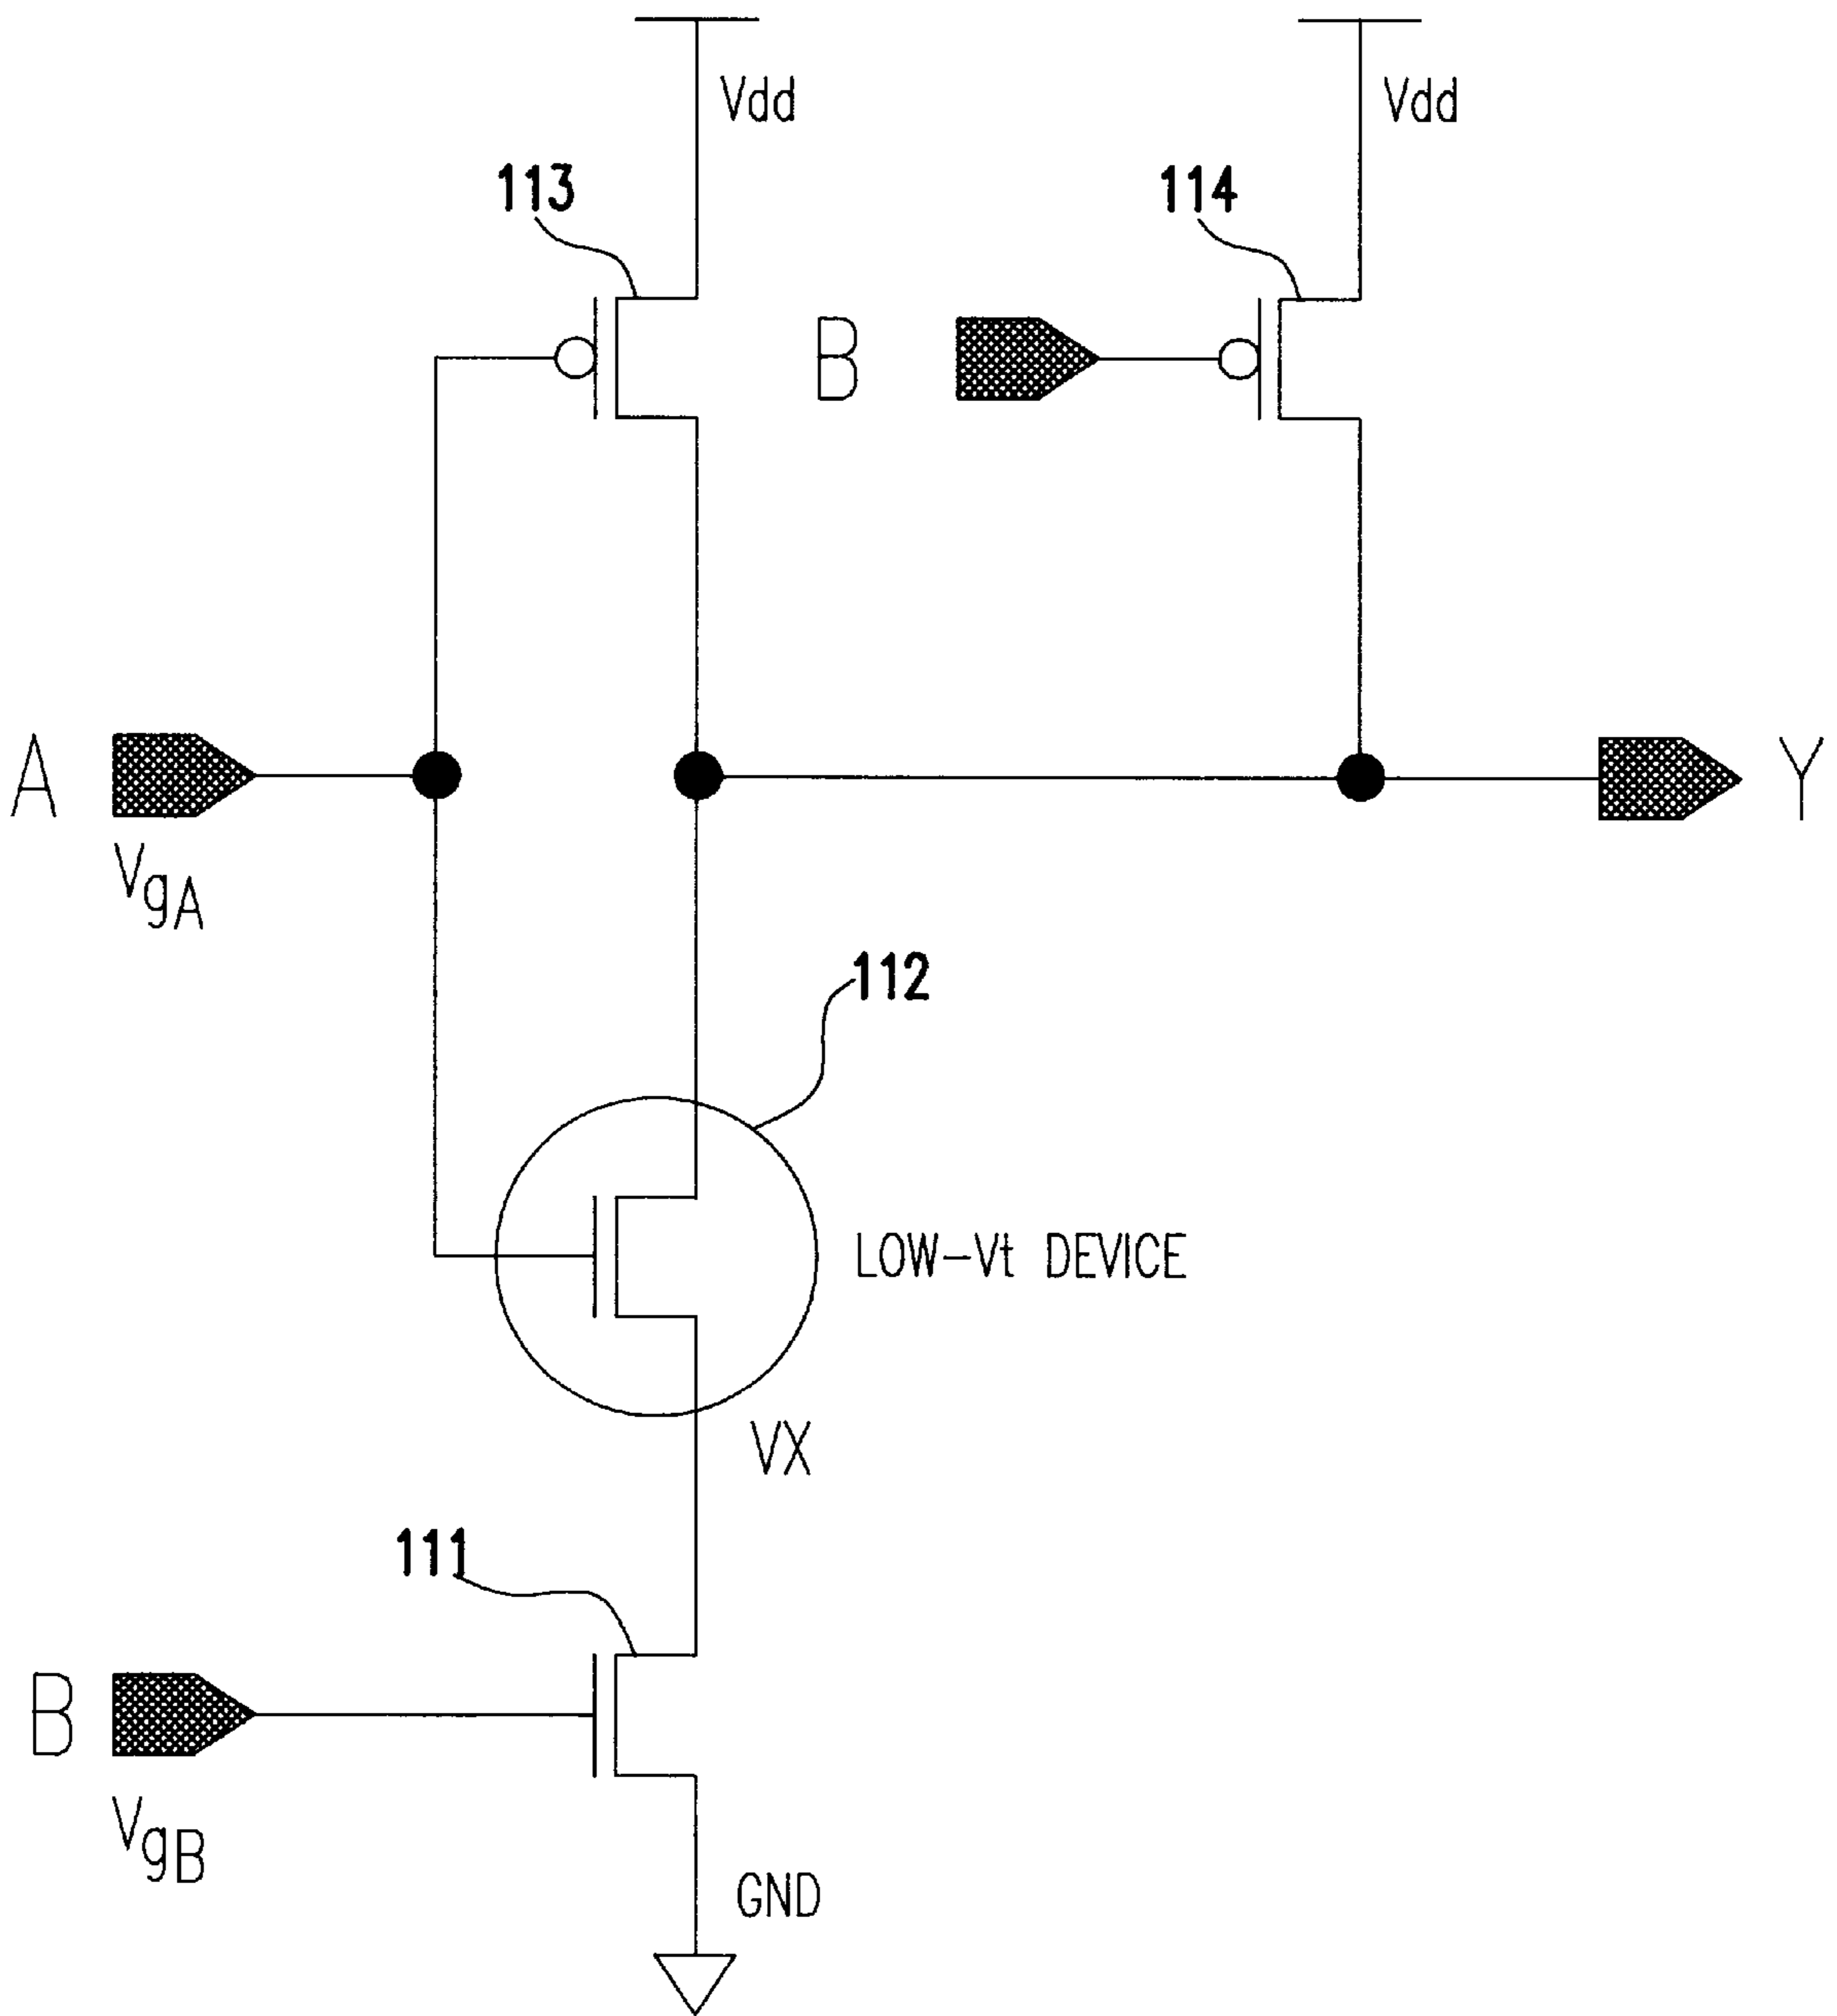 Vdd
Vdd
113
114
B
A
Y
VgA
112
LOW-Vt DEVICE
VX
111
B
VgB
GND